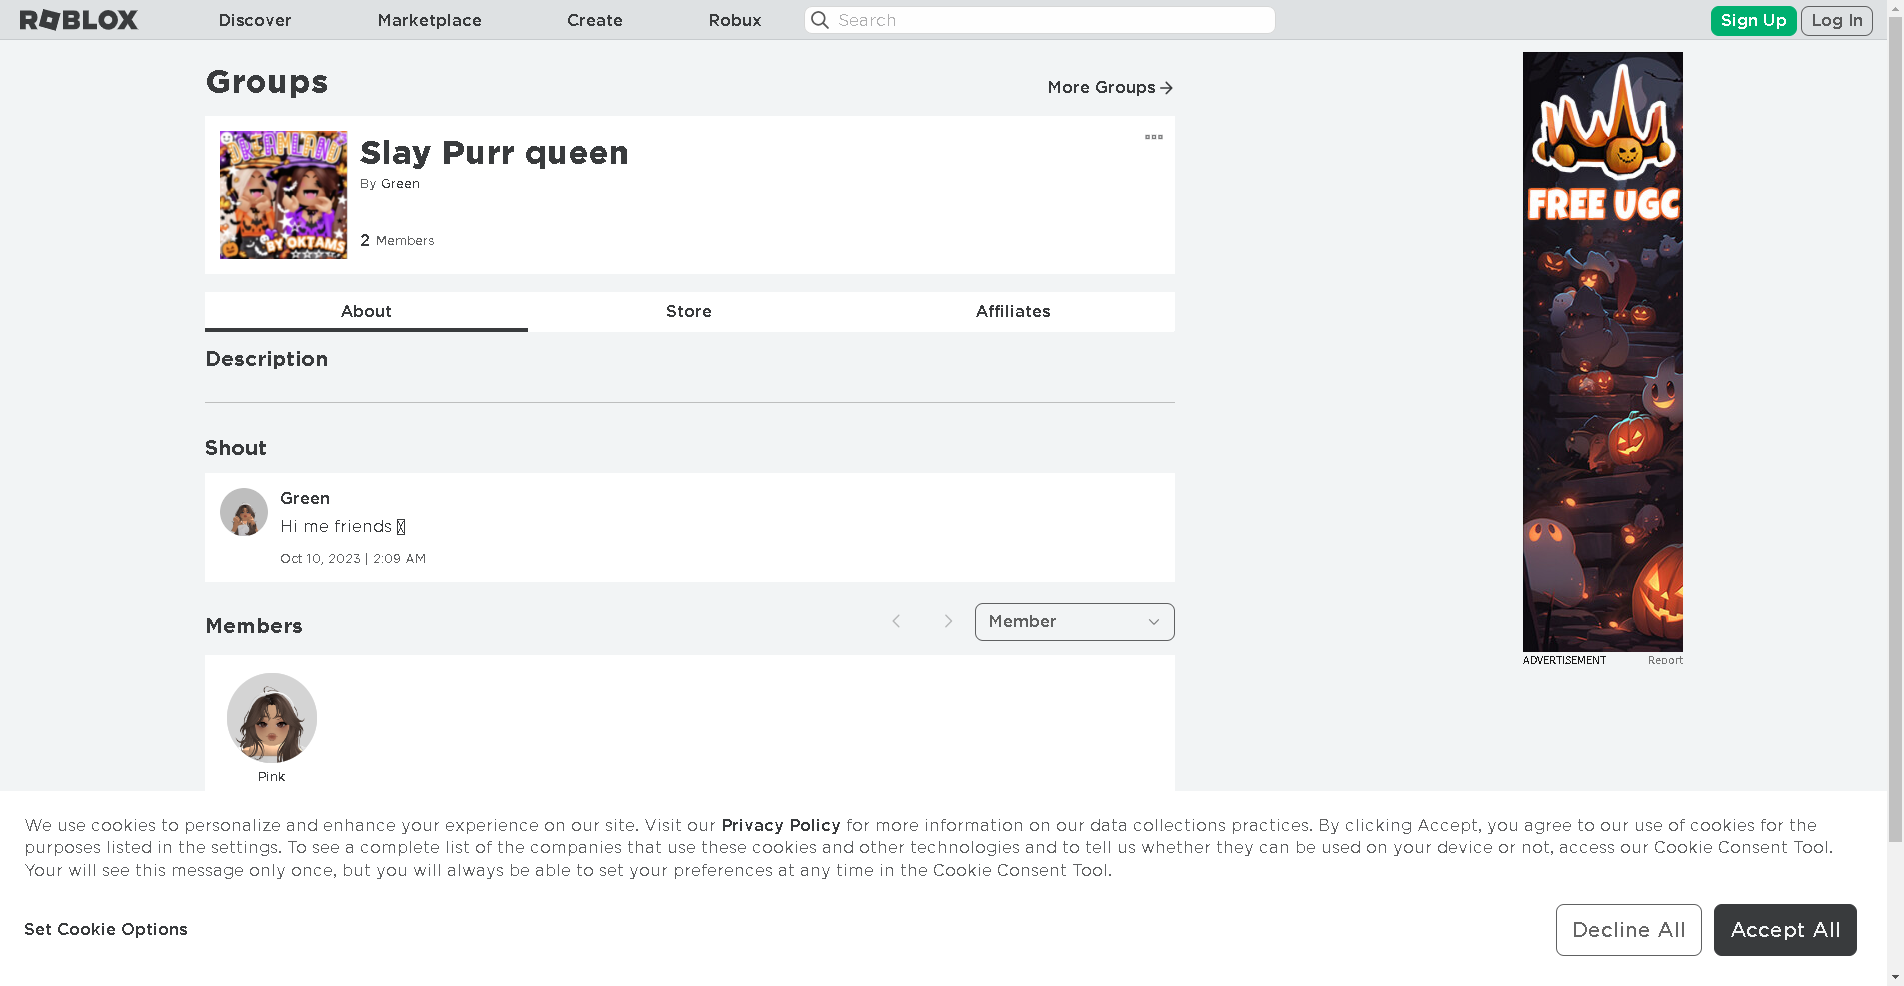 ROBLOX
Discover
Marketplace
Create
Robux
Search
Sign Up
Log In
Groups
More Groups
DREAMLAND
BY OKTAMS
Slay Purr queen
By Green
2 Members
About
Store
Affiliates
Description
Shout
Green
Hi me friends
Oct 10, 2023 | 2:09 AM
Members
Member
Pink
FREE UGC
ADVERTISEMENT
Report
We use cookies to personalize and enhance your experience on our site. Visit our Privacy Policy for more information on our data collections practices. By clicking Accept, you agree to our use of cookies for the
purposes listed in the settings. To see a complete list of the companies that use these cookies and other technologies and to tell us whether they can be used on your device or not, access our Cookie Consent Tool.
Your will see this message only once, but you will always be able to set your preferences at any time in the Cookie Consent Tool.
Set Cookie Options
Decline All
Accept All